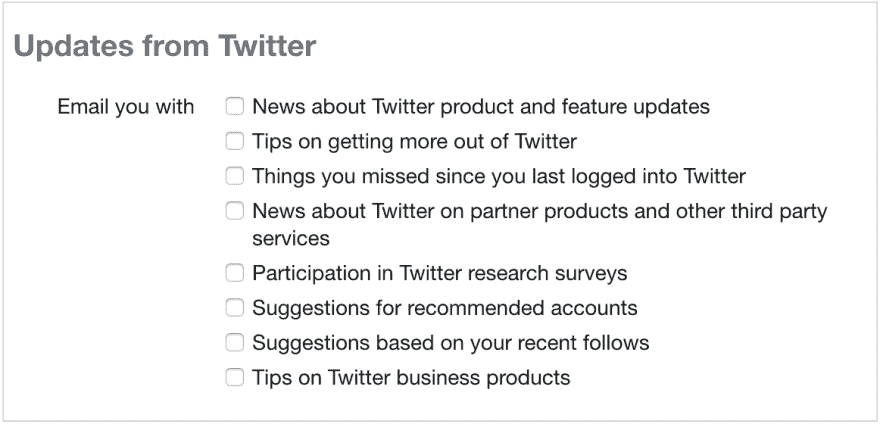 Updates from Twitter
Email you with
News about Twitter product and feature updates
Tips on getting more out of Twitter
Things you missed since you last logged into Twitter
News about Twitter on partner products and other third party
services
Participation in Twitter research surveys
Suggestions for recommended accounts
Suggestions based on your recent follows
Tips on Twitter business products